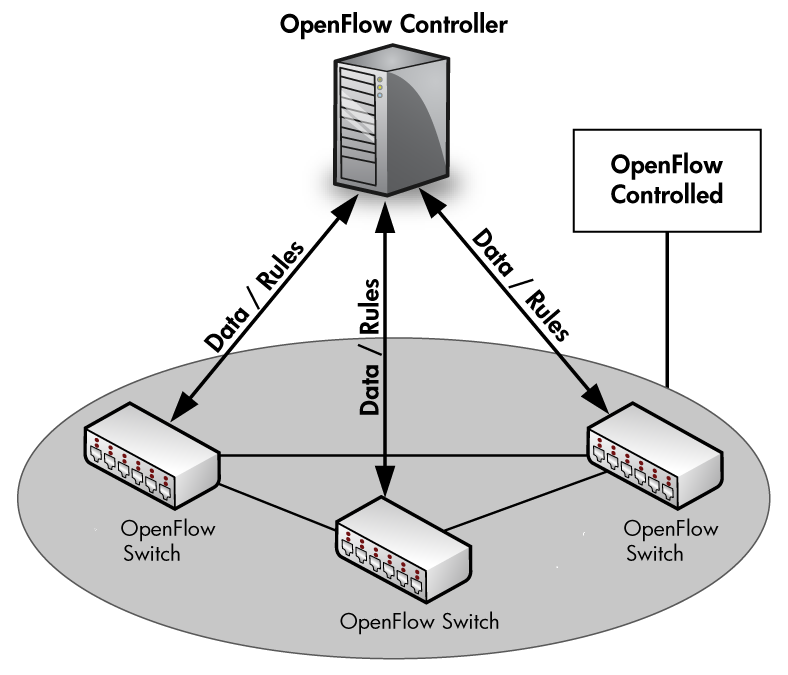 OpenFlow Controller
OpenFlow
Controlled
Data / Rules
Data / Rules
Data / Rules
OpenFlow
Switch
OpenFlow Switch
OpenFlow
Switch